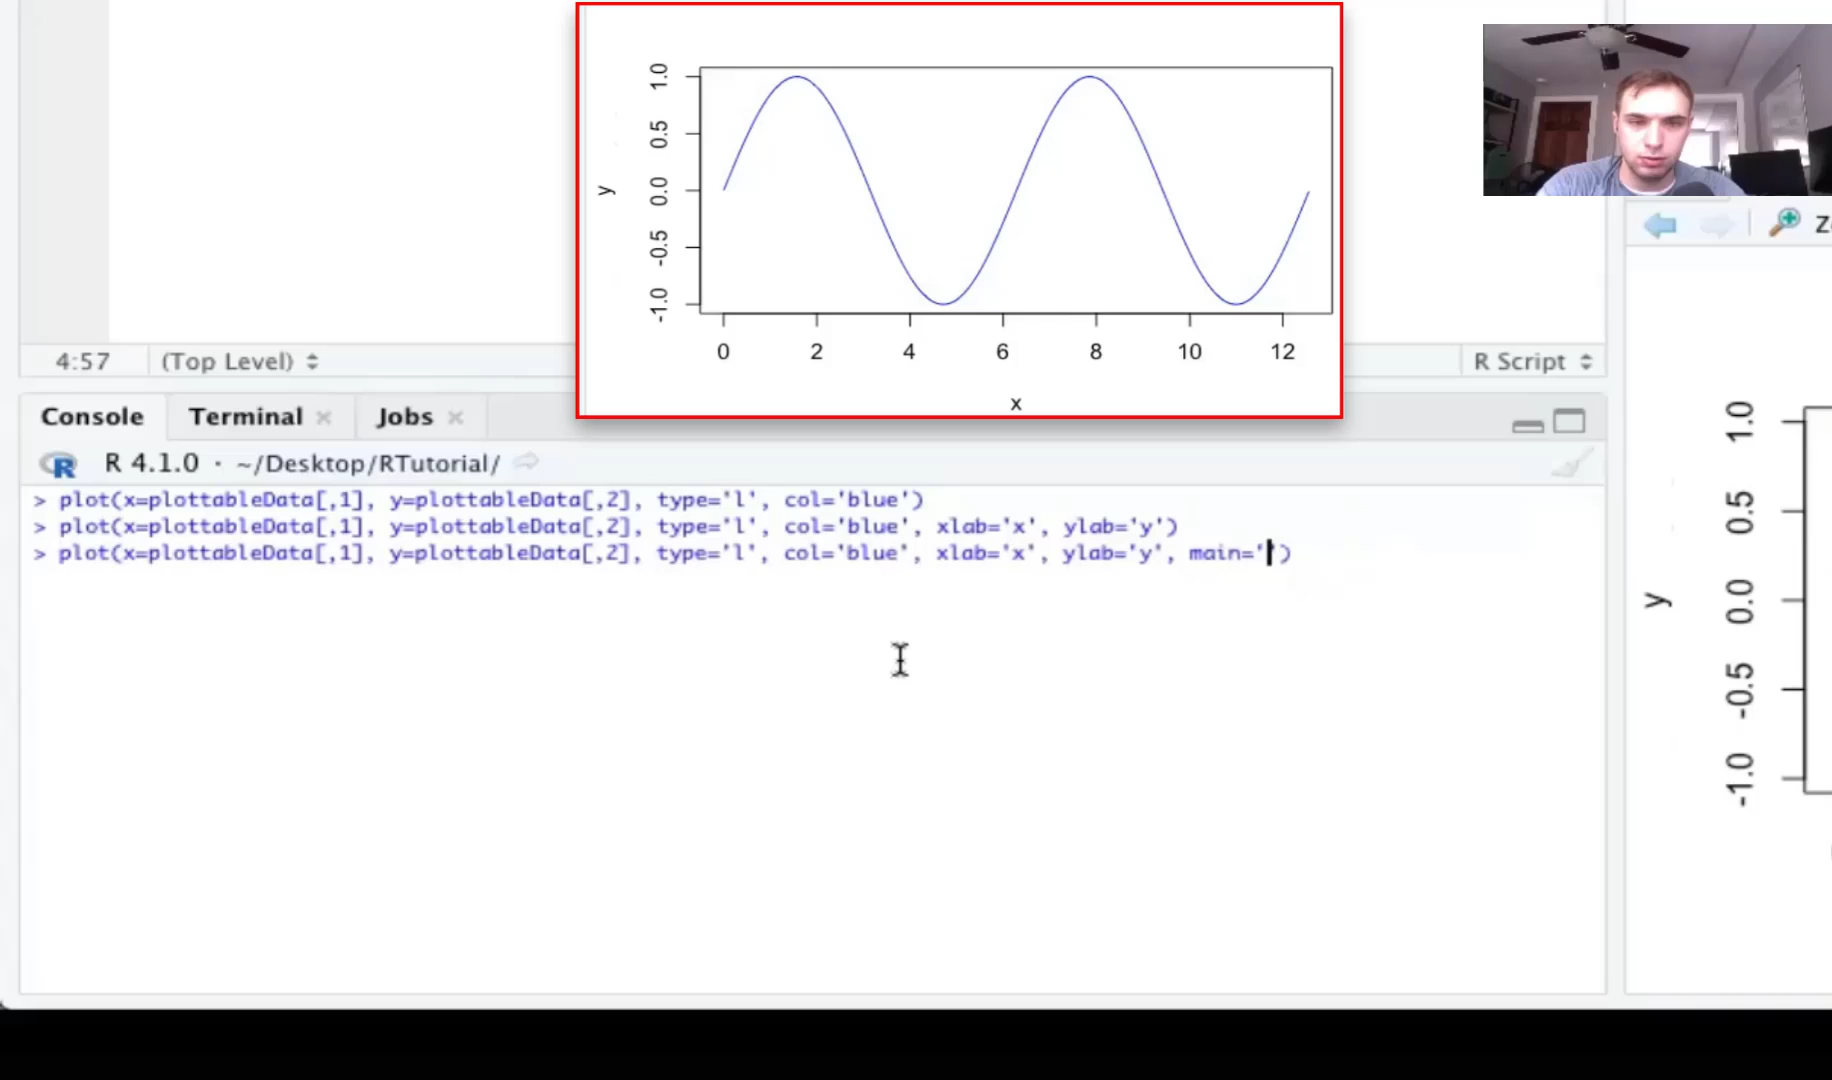 1.0
0.5
0.0
-0.5
-1.0
y
0 2 4 6 8 10 12
x
4:57 (Top Level) R Script
Console Terminal Jobs
R 4.1.0 · ~/Desktop/RTutorial/
> plot(x=plottableData[,1], y=plottableData[,2], type='l', col='blue')
> plot(x=plottableData[,1], y=plottableData[,2], type='l', col='blue', xlab='x', ylab='y')
> plot(x=plottableData[,1], y=plottableData[,2], type='l', col='blue', xlab='x', ylab='y', main='')
1.0
0.5
0.0
-0.5
-1.0
y